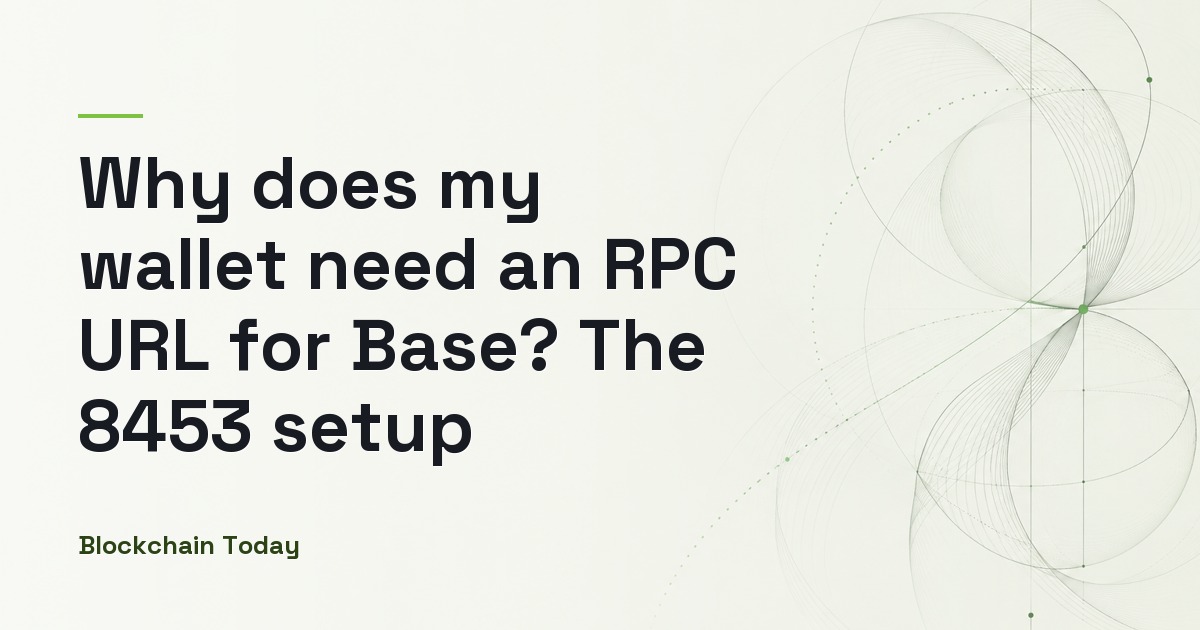 Why does my
wallet need an RPC
URL for Base? The
8453 setup
Blockchain Today